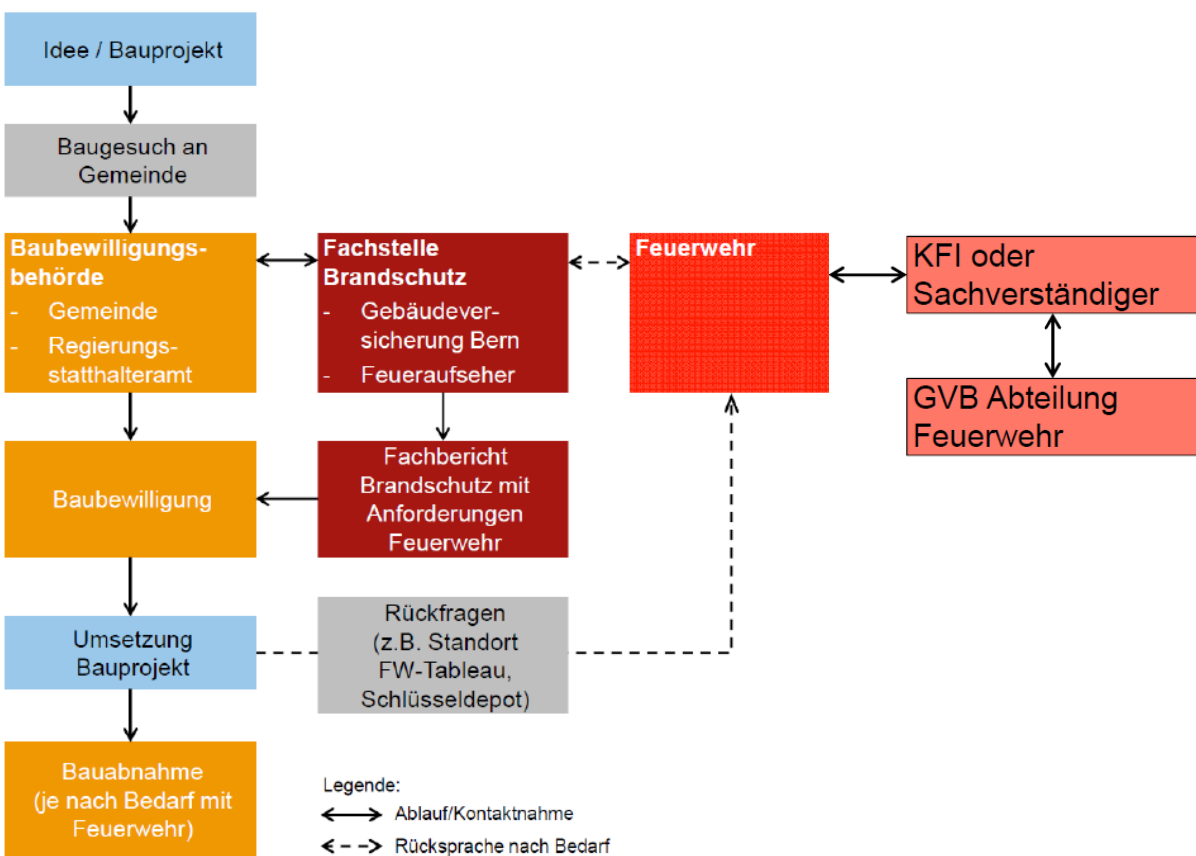 Idee / Bauprojekt
Baugesuch an
Gemeinde
Baubewilligungs-
behörde
- Gemeinde
- Regierungs-
statthalteramt
Fachstelle
Brandschutz
- Gebäudever-
sicherung Bern
- Feueraufseher
Feuerwehr
KFI oder
Sachverständiger
GVB Abteilung
Feuerwehr
Baubewilligung
Fachbericht
Brandschutz mit
Anforderungen
Feuerwehr
Umsetzung
Bauprojekt
Rückfragen
(z.B. Standort
FW-Tableau,
Schlüsseldepot)
Bauabnahme
(je nach Bedarf mit
Feuerwehr)
Legende:
Ablauf/Kontaktnahme
Rücksprache nach Bedarf